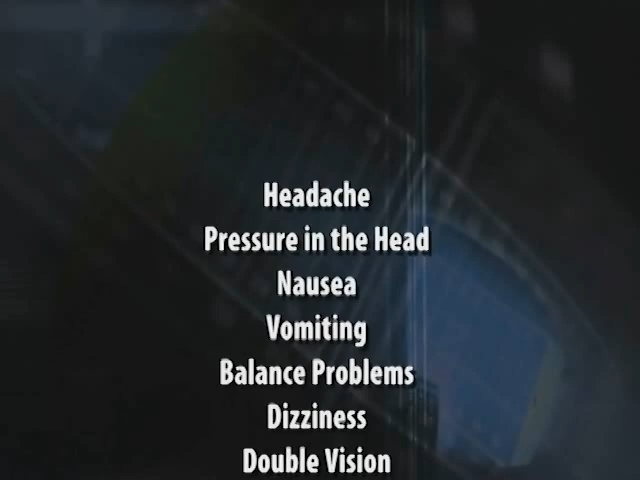 Headache
Pressure in the Head
Nausea
Vomiting
Balance Problems
Dizziness
Double Vision